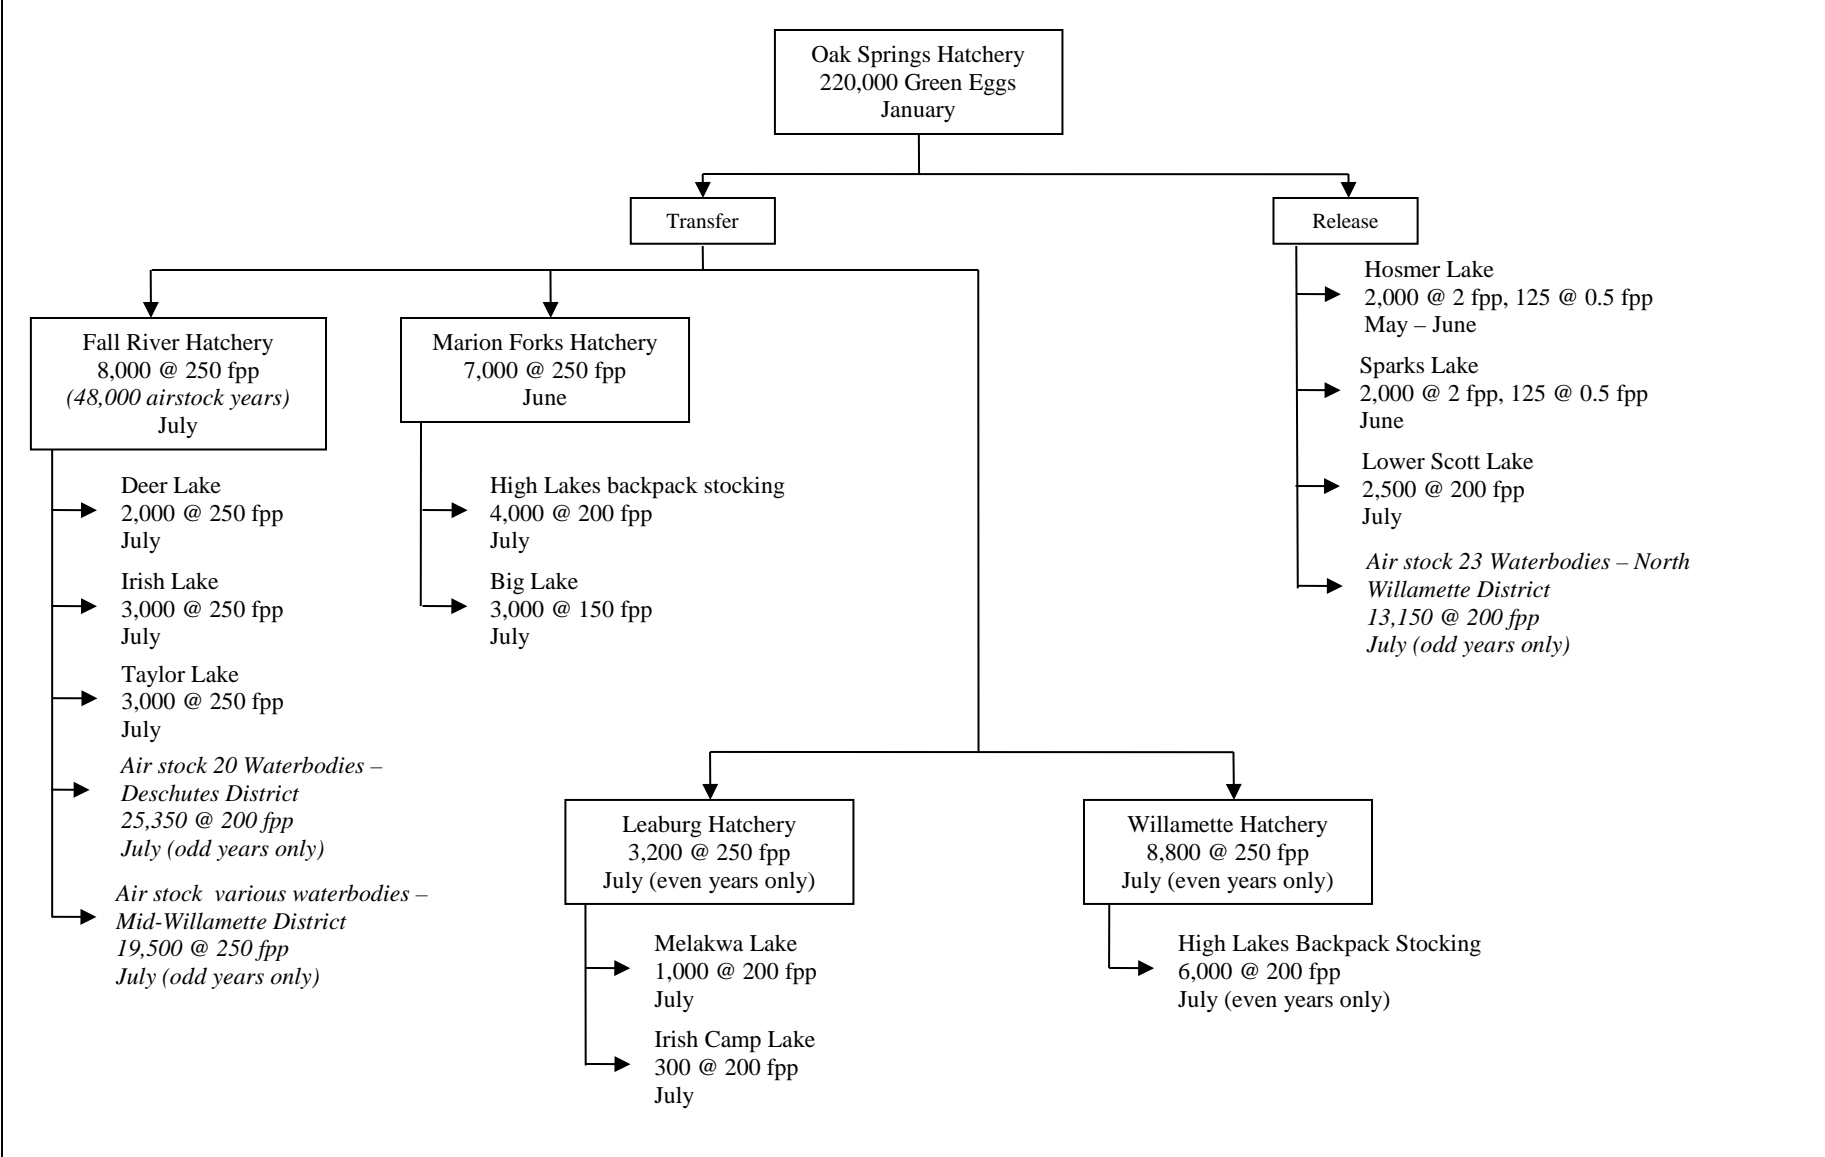 Oak Springs Hatchery
220,000 Green Eggs
January
Transfer
Release
Hosmer Lake
2,000 @ 2 fpp, 125 @ 0.5 fpp
May – June
Sparks Lake
2,000 @ 2 fpp, 125 @ 0.5 fpp
June
Lower Scott Lake
2,500 @ 200 fpp
July
Air stock 23 Waterbodies – North
Willamette District
13,150 @ 200 fpp
July (odd years only)
Fall River Hatchery
8,000 @ 250 fpp
(48,000 airstock years)
July
Deer Lake
2,000 @ 250 fpp
July
Irish Lake
3,000 @ 250 fpp
July
Taylor Lake
3,000 @ 250 fpp
July
Air stock 20 Waterbodies –
Deschutes District
25,350 @ 200 fpp
July (odd years only)
Air stock  various waterbodies –
Mid-Willamette District
19,500 @ 250 fpp
July (odd years only)
Marion Forks Hatchery
7,000 @ 250 fpp
June
High Lakes backpack stocking
4,000 @ 200 fpp
July
Big Lake
3,000 @ 150 fpp
July
Leaburg Hatchery
3,200 @ 250 fpp
July (even years only)
Melakwa Lake
1,000 @ 200 fpp
July
Irish Camp Lake
300 @ 200 fpp
July
Willamette Hatchery
8,800 @ 250 fpp
July (even years only)
High Lakes Backpack Stocking
6,000 @ 200 fpp
July (even years only)